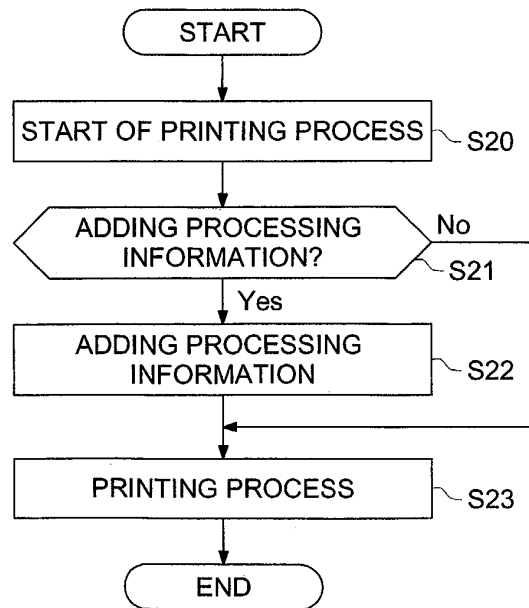 START
START OF PRINTING PROCESS
S20
ADDING PROCESSING
INFORMATION?
No
S21
Yes
ADDING PROCESSING
INFORMATION
S22
PRINTING PROCESS
S23
END